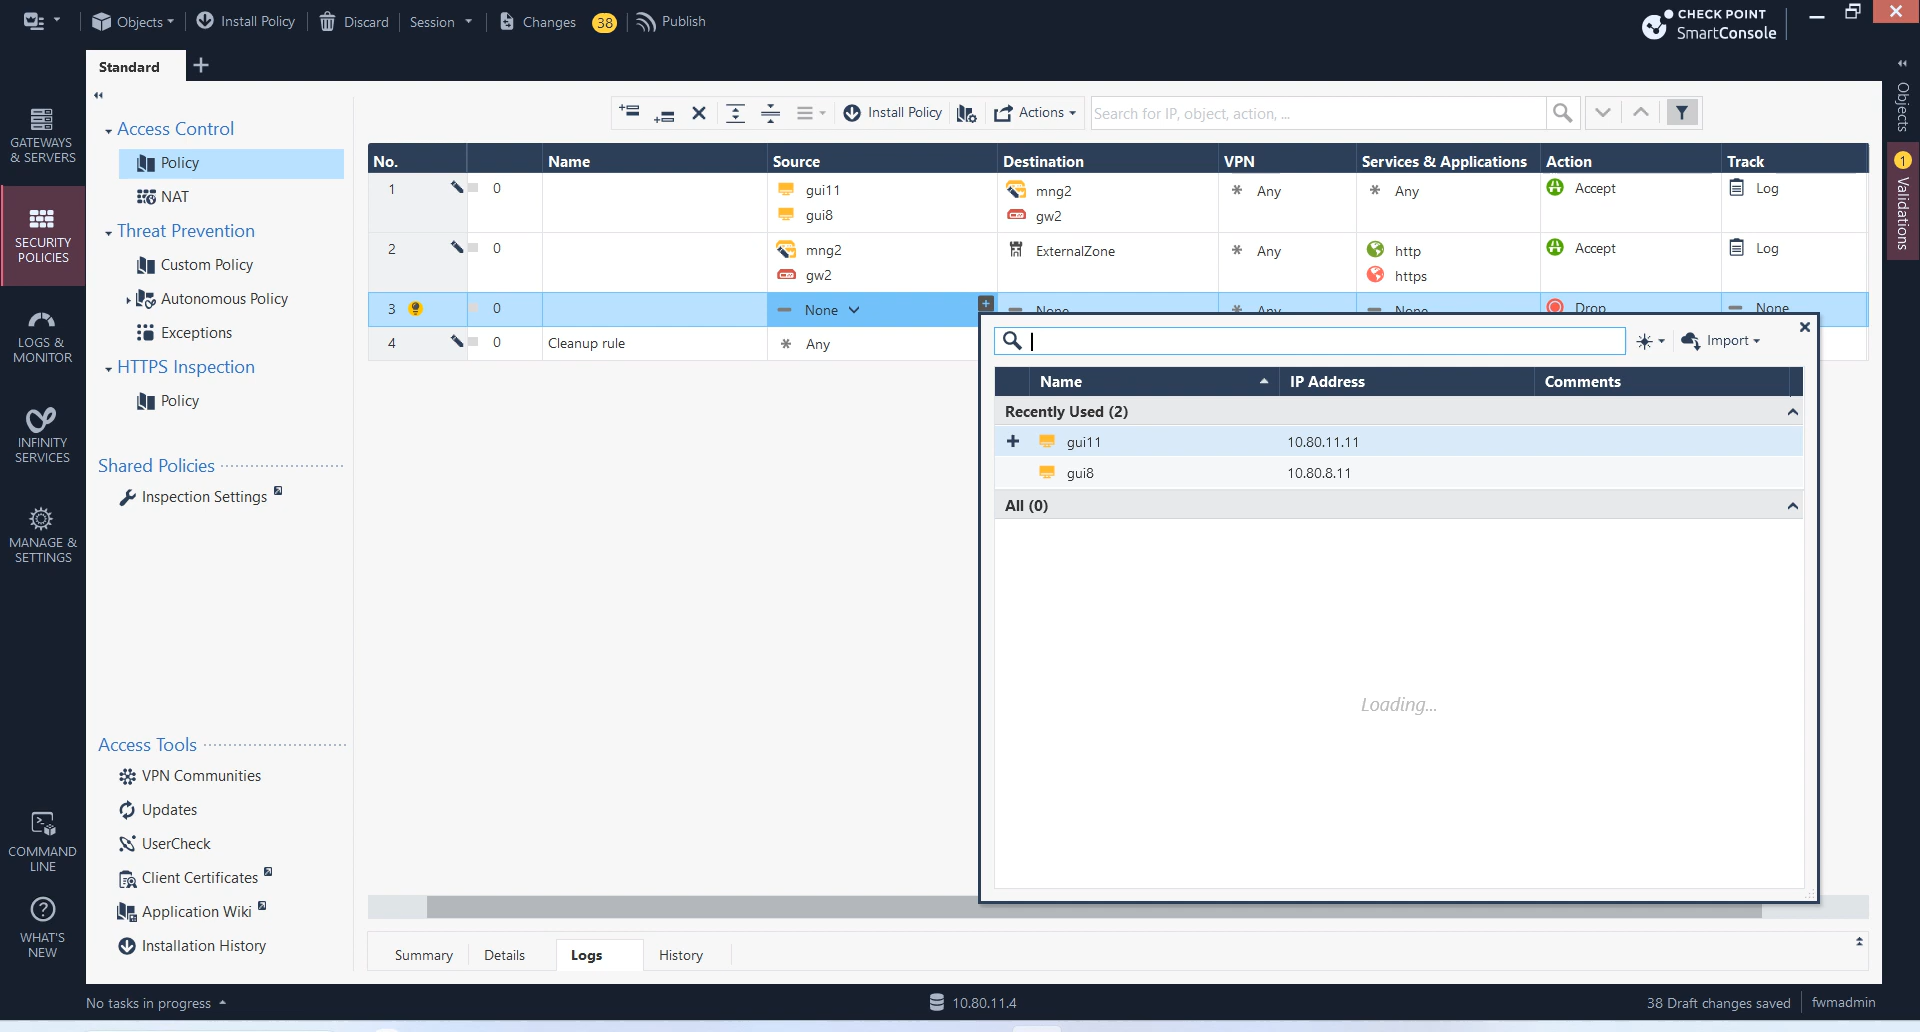 Objects
Install Policy
Discard
Session
Changes
38
Publish
CHECK POINT
SmartConsole
Standard
GATEWAYS
& SERVERS
SECURITY
POLICIES
LOGS &
MONITOR
INFINITY
SERVICES
MANAGE &
SETTINGS
COMMAND
LINE
WHAT'S
NEW
Access Control
Policy
NAT
Threat Prevention
Custom Policy
Autonomous Policy
Exceptions
HTTPS Inspection
Policy
Shared Policies
Inspection Settings
Access Tools
VPN Communities
Updates
UserCheck
Client Certificates
Application Wiki
Installation History
Install Policy
Actions
Search for IP, object, action, ...
No. Name Source Destination VPN Services & Applications Action Track
1 0 gui11 mng2 Any Any Accept Log
gui8 gw2
2 0 mng2 ExternalZone Any http Accept Log
gw2 https
3 0 None None Any None Drop None
4 0 Cleanup rule Any
Import
Name IP Address Comments
Recently Used (2)
gui11 10.80.11.11
gui8 10.80.8.11
All (0)
Loading...
Summary
Details
Logs
History
Objects
1
Validations
No tasks in progress
10.80.11.4
38 Draft changes saved
fwmadmin